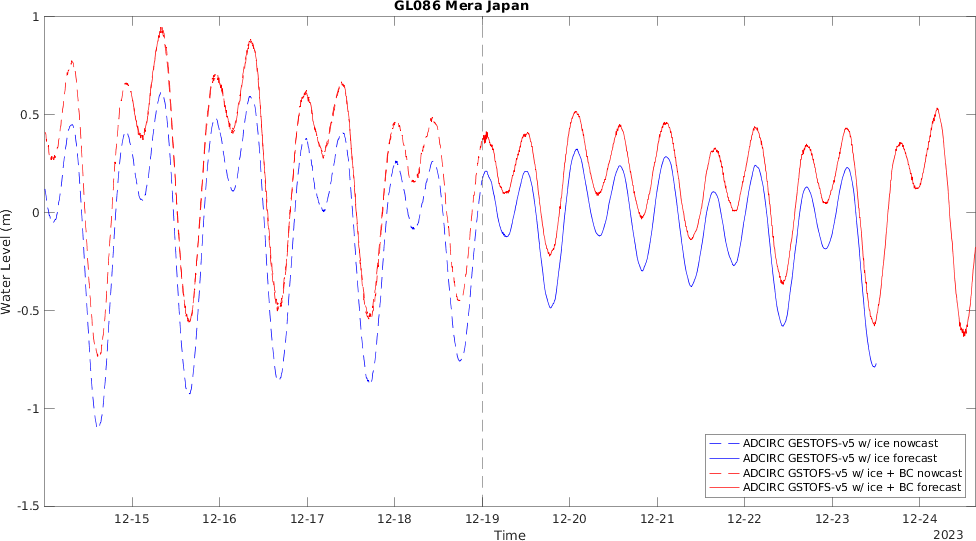 GL086 Mera Japan
1
0.5
0
-0.5
-1
-1.5
Water Level (m)
ADCIRC GESTOFS-v5 w/ ice nowcast
ADCIRC GESTOFS-v5 w/ ice forecast
ADCIRC GSTOFS-v5 w/ ice + BC nowcast
ADCIRC GSTOFS-v5 w/ ice + BC forecast
12-15 12-16 12-17 12-18 12-19 12-20 12-21 12-22 12-23 12-24
Time
2023